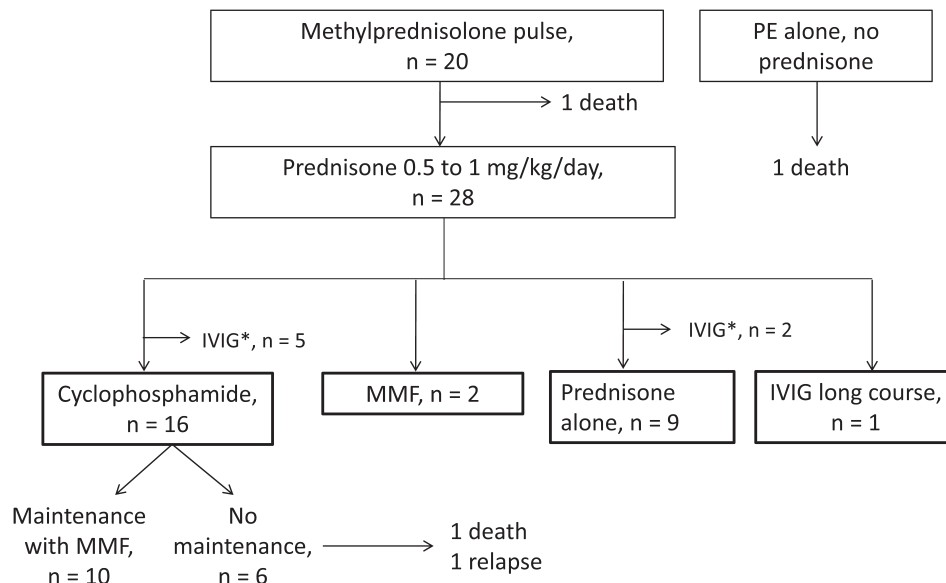 Methylprednisolone pulse,
n = 20
PE alone, no
prednisone
1 death
1 death
Prednisone 0.5 to 1 mg/kg/day,
n = 28
IVIG*, n = 5
IVIG*, n = 2
Cyclophosphamide,
n = 16
MMF, n = 2
Prednisone
alone, n = 9
IVIG long course,
n = 1
Maintenance
with MMF,
n = 10
No
maintenance,
n = 6
1 death
1 relapse